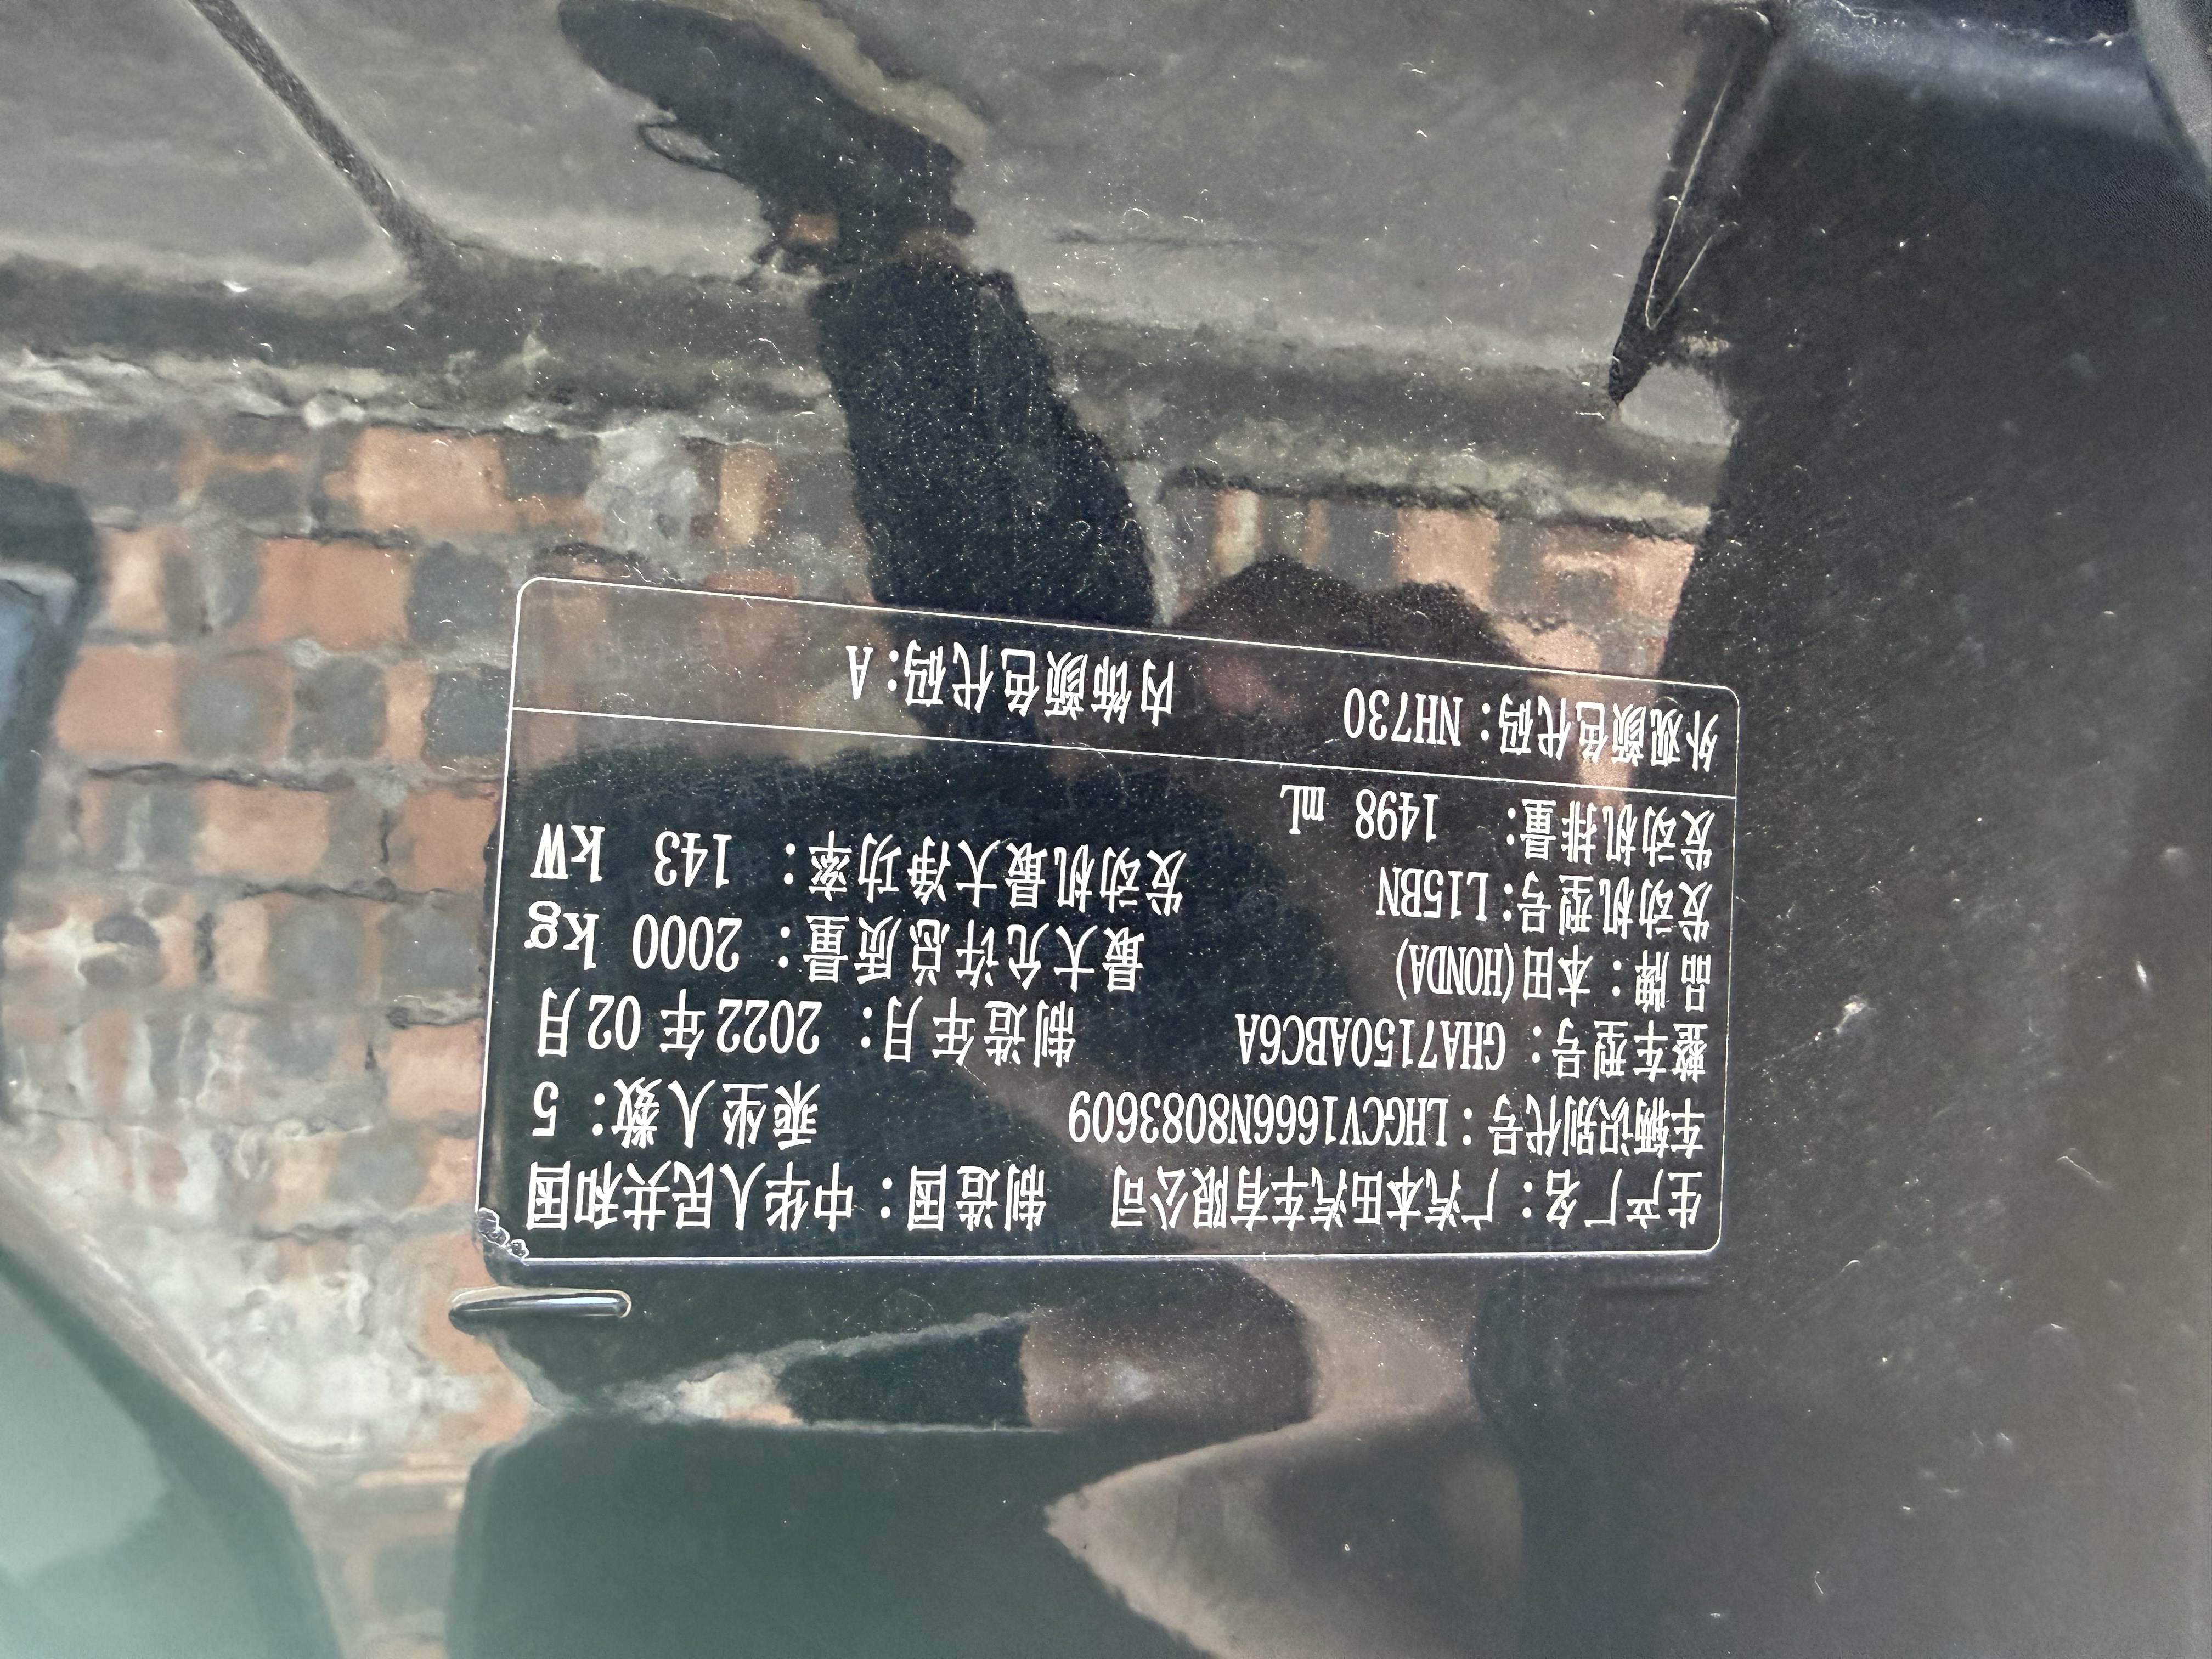 生产厂名：广汽本田汽车有限公司 制造国：中华人民共和国
车辆识别代号：LHGCV1666N8083609 乘坐人数：5
整车型号：GHA7150ABC6A 制造年月：2022年02月
品牌：本田(HONDA) 最大允许总质量：2000 kg
发动机型号：L15BN 发动机最大净功率：143 kW
发动机排量：1498 mL
外观颜色代码：NH730 内饰颜色代码：A